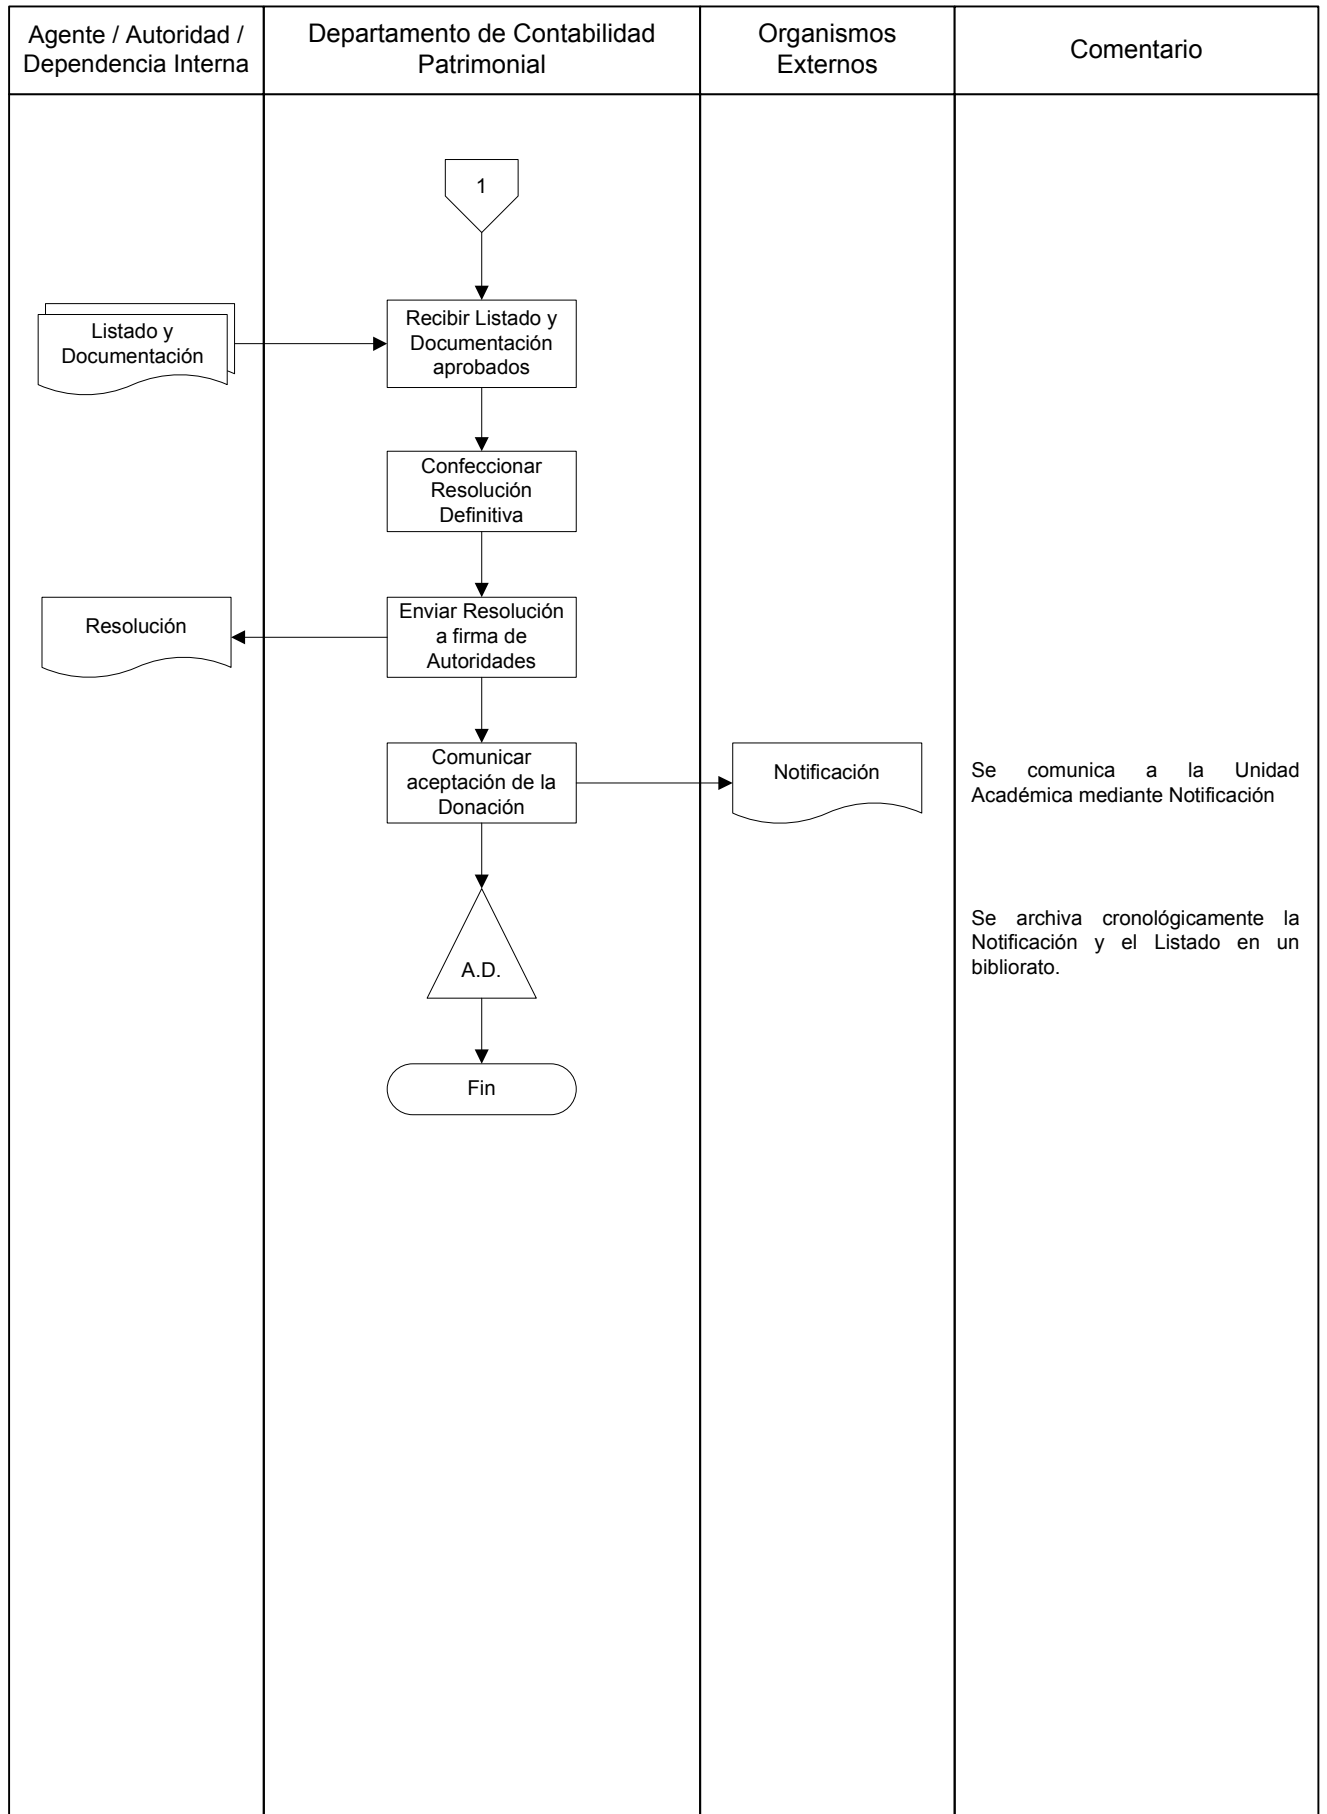 Agente / Autoridad /
Dependencia Interna
Departamento de Contabilidad
Patrimonial
Organismos
Externos
Comentario
1
Listado y
Documentación
Recibir Listado y
Documentación
aprobados
Confeccionar
Resolución
Definitiva
Resolución
Enviar Resolución
a firma de
Autoridades
Comunicar
aceptación de la
Donación
Notificación
Se comunica a la Unidad
Académica mediante Notificación
A.D.
Se archiva cronológicamente la
Notificación y el Listado en un
bibliorato.
Fin